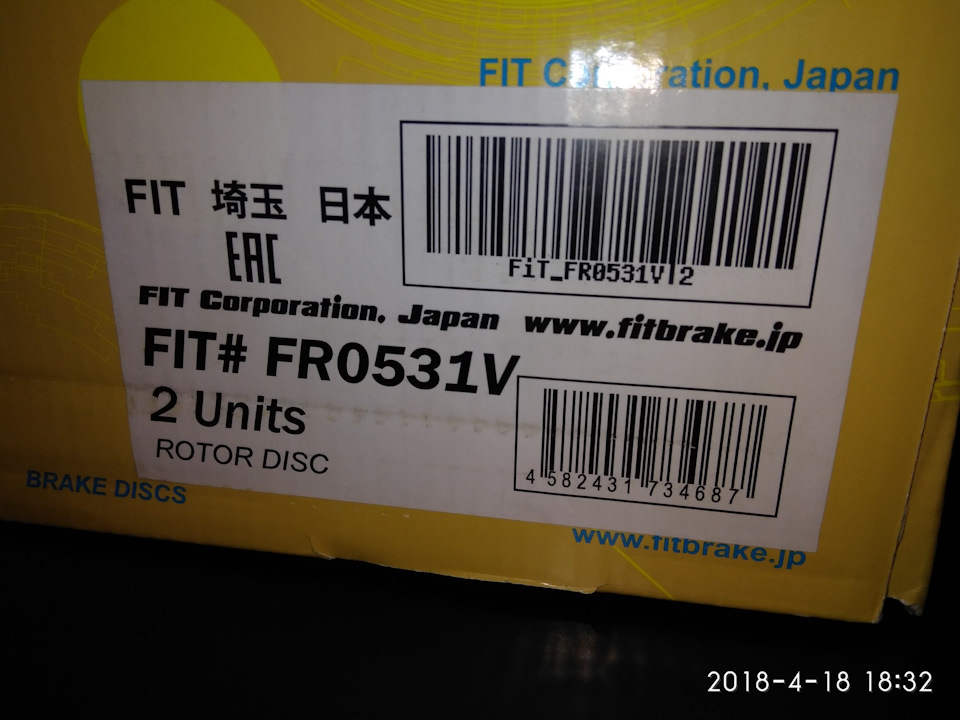 FIT Corporation, Japan
FIT 埼玉 日本
EAC
FiT_FR0531V|2
FIT Corporation, Japan www.fitbrake.jp
FIT# FR0531V
2 Units
ROTOR DISC
4 582431 734687
BRAKE DISCS
www.fitbrake.jp
2018-4-18 18:32